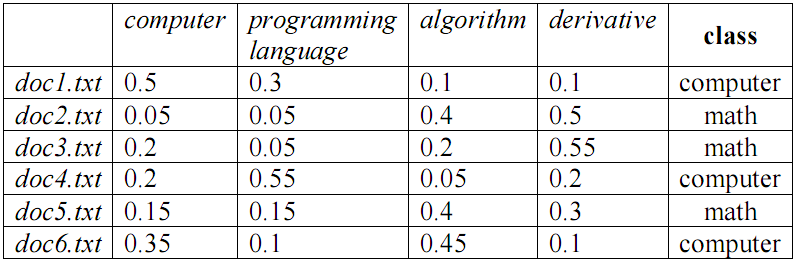 computer programming language algorithm derivative class
doc1.txt 0.5 0.3 0.1 0.1 computer
doc2.txt 0.05 0.05 0.4 0.5 math
doc3.txt 0.2 0.05 0.2 0.55 math
doc4.txt 0.2 0.55 0.05 0.2 computer
doc5.txt 0.15 0.15 0.4 0.3 math
doc6.txt 0.35 0.1 0.45 0.1 computer